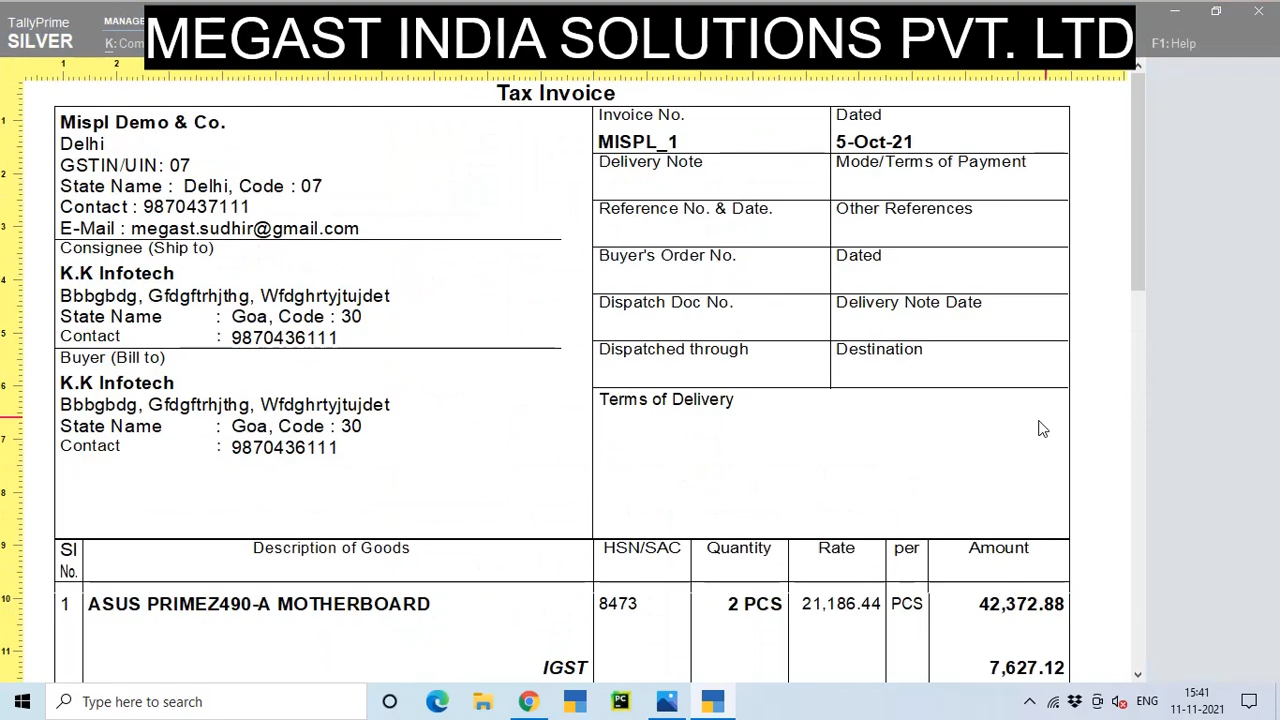 TallyPrime
MANAGE
SILVER
K: Com
MEGAST INDIA SOLUTIONS PVT. LTD
F1: Help
Tax Invoice
Mispl Demo & Co.
Delhi
GSTIN/UIN: 07
State Name : Delhi, Code : 07
Contact : 9870437111
E-Mail : megast.sudhir@gmail.com
Consignee (Ship to)
K.K Infotech
Bbbgbdg, Gfdgftrhjthg, Wfdghrtyjtujdet
State Name : Goa, Code : 30
Contact : 9870436111
Buyer (Bill to)
K.K Infotech
Bbbgbdg, Gfdgftrhjthg, Wfdghrtyjtujdet
State Name : Goa, Code : 30
Contact : 9870436111
Invoice No. Dated
MISPL_1 5-Oct-21
Delivery Note Mode/Terms of Payment
Reference No. & Date. Other References
Buyer's Order No. Dated
Dispatch Doc No. Delivery Note Date
Dispatched through Destination
Terms of Delivery
Sl No. Description of Goods HSN/SAC Quantity Rate per Amount
1 ASUS PRIMEZ490-A MOTHERBOARD 8473 2 PCS 21,186.44 PCS 42,372.88
IGST 7,627.12
Type here to search
ENG
15:41
11-11-2021